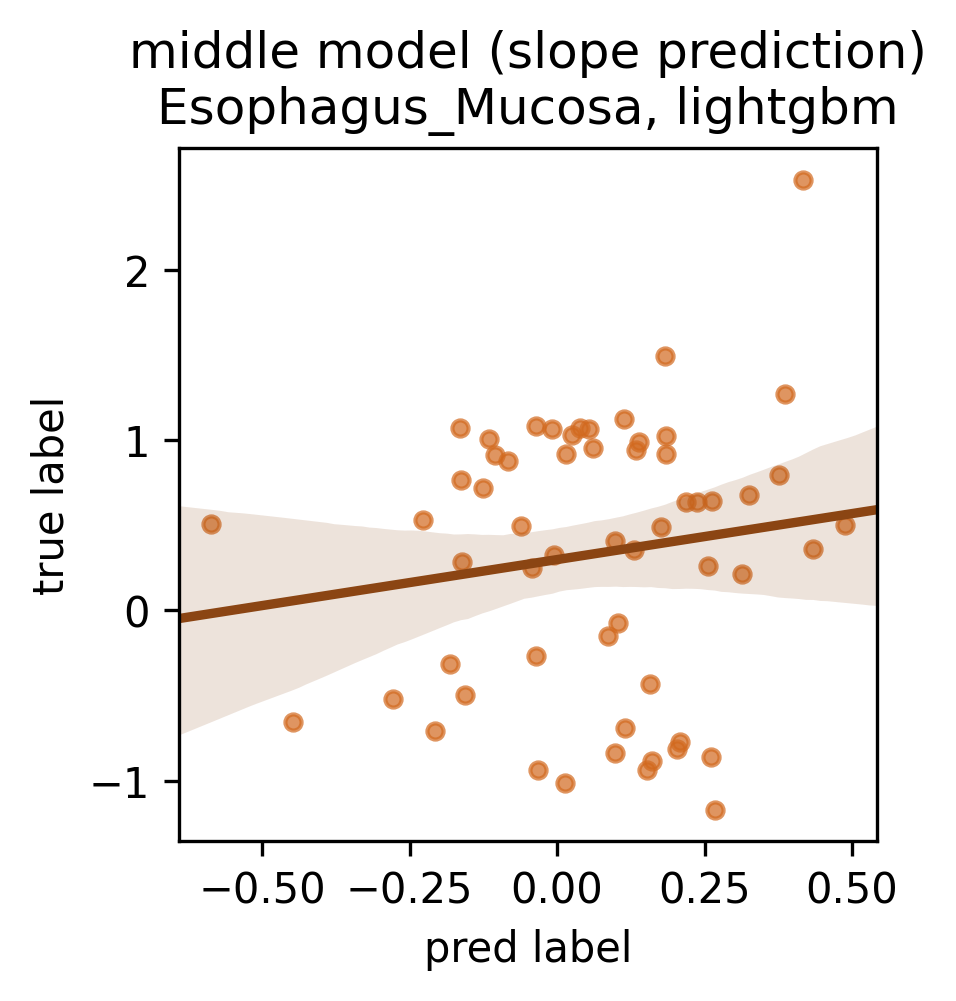 middle model (slope prediction)
Esophagus_Mucosa, lightgbm
true label
2
1
0
−1
−0.50 −0.25 0.00 0.25 0.50
pred label